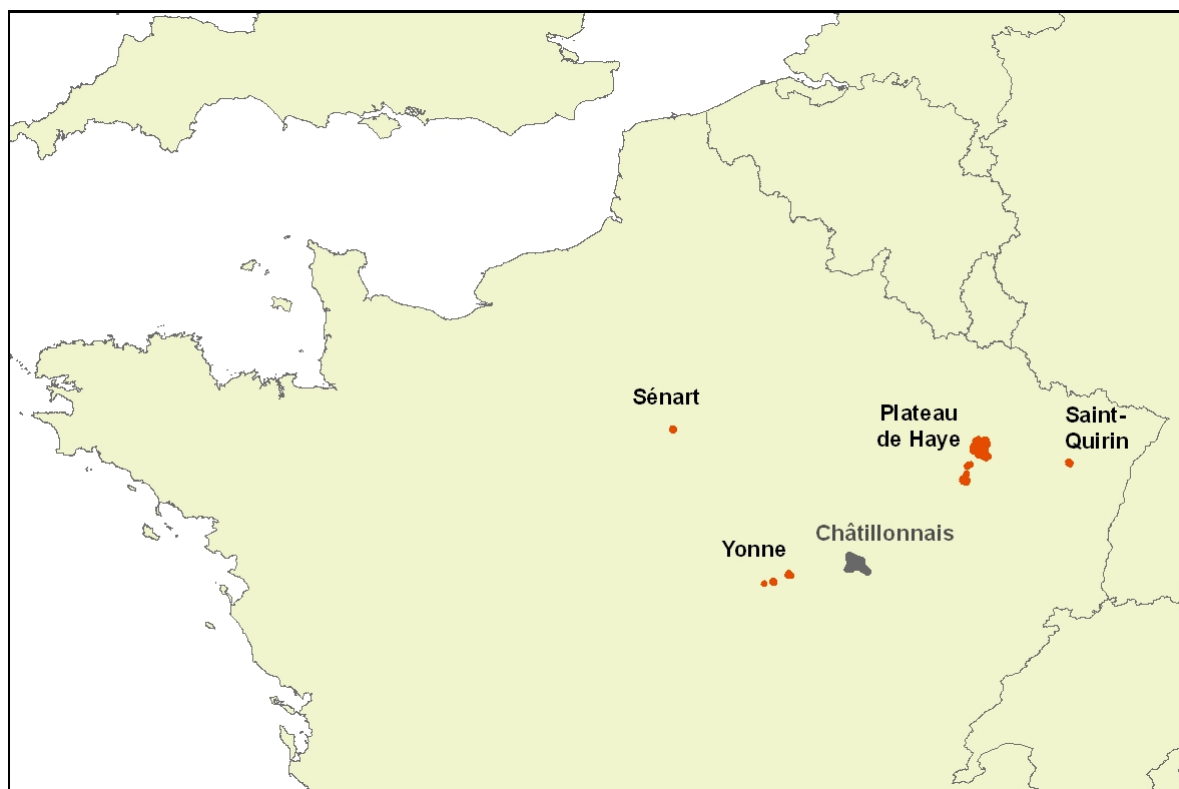 Sénart
Plateau
de Haye
Saint-
Quirin
Châtillonnais
Yonne